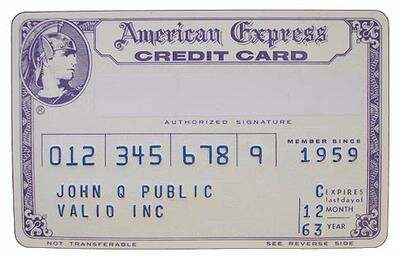 American Express
CREDIT CARD
®
AUTHORIZED SIGNATURE
MEMBER SINCE
012 345 678 9 1959
JOHN Q PUBLIC C EXPIRES
last day of
VALID INC 12 MONTH
63 YEAR
NOT TRANSFERABLE SEE REVERSE SIDE